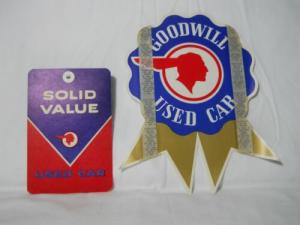 SOLID
VALUE
USED CAR
GOODWILL
USED CAR